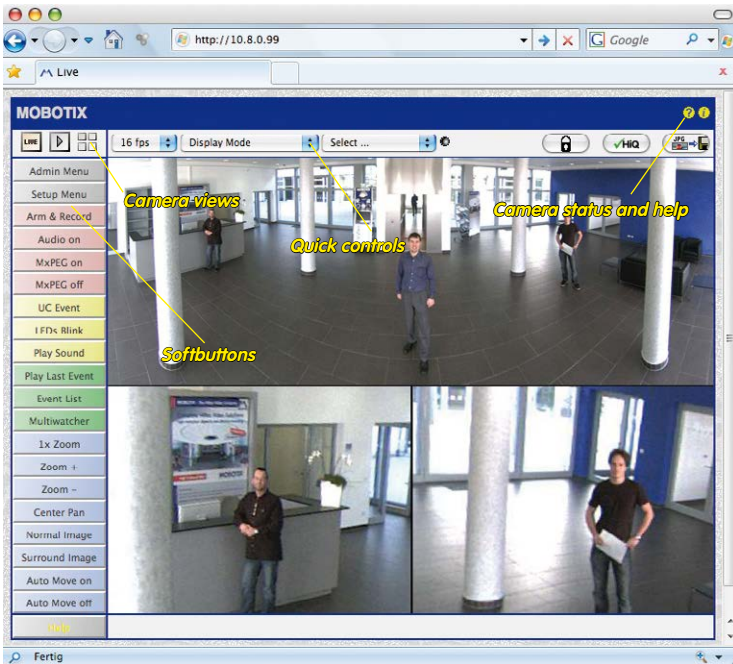 http://10.8.0.99
Google
Live
MOBOTIX
LIVE
16 fps
Display Mode
Select ...
HiQ
JPG
Admin Menu
Setup Menu
Arm & Record
Audio on
MxPEG on
MxPEG off
UC Event
LEDs Blink
Play Sound
Play Last Event
Event List
Multiwatcher
1x Zoom
Zoom +
Zoom –
Center Pan
Normal Image
Surround Image
Auto Move on
Auto Move off
Help
Camera views
Quick controls
Camera status and help
Softbuttons
MOBOTIX
Fertig